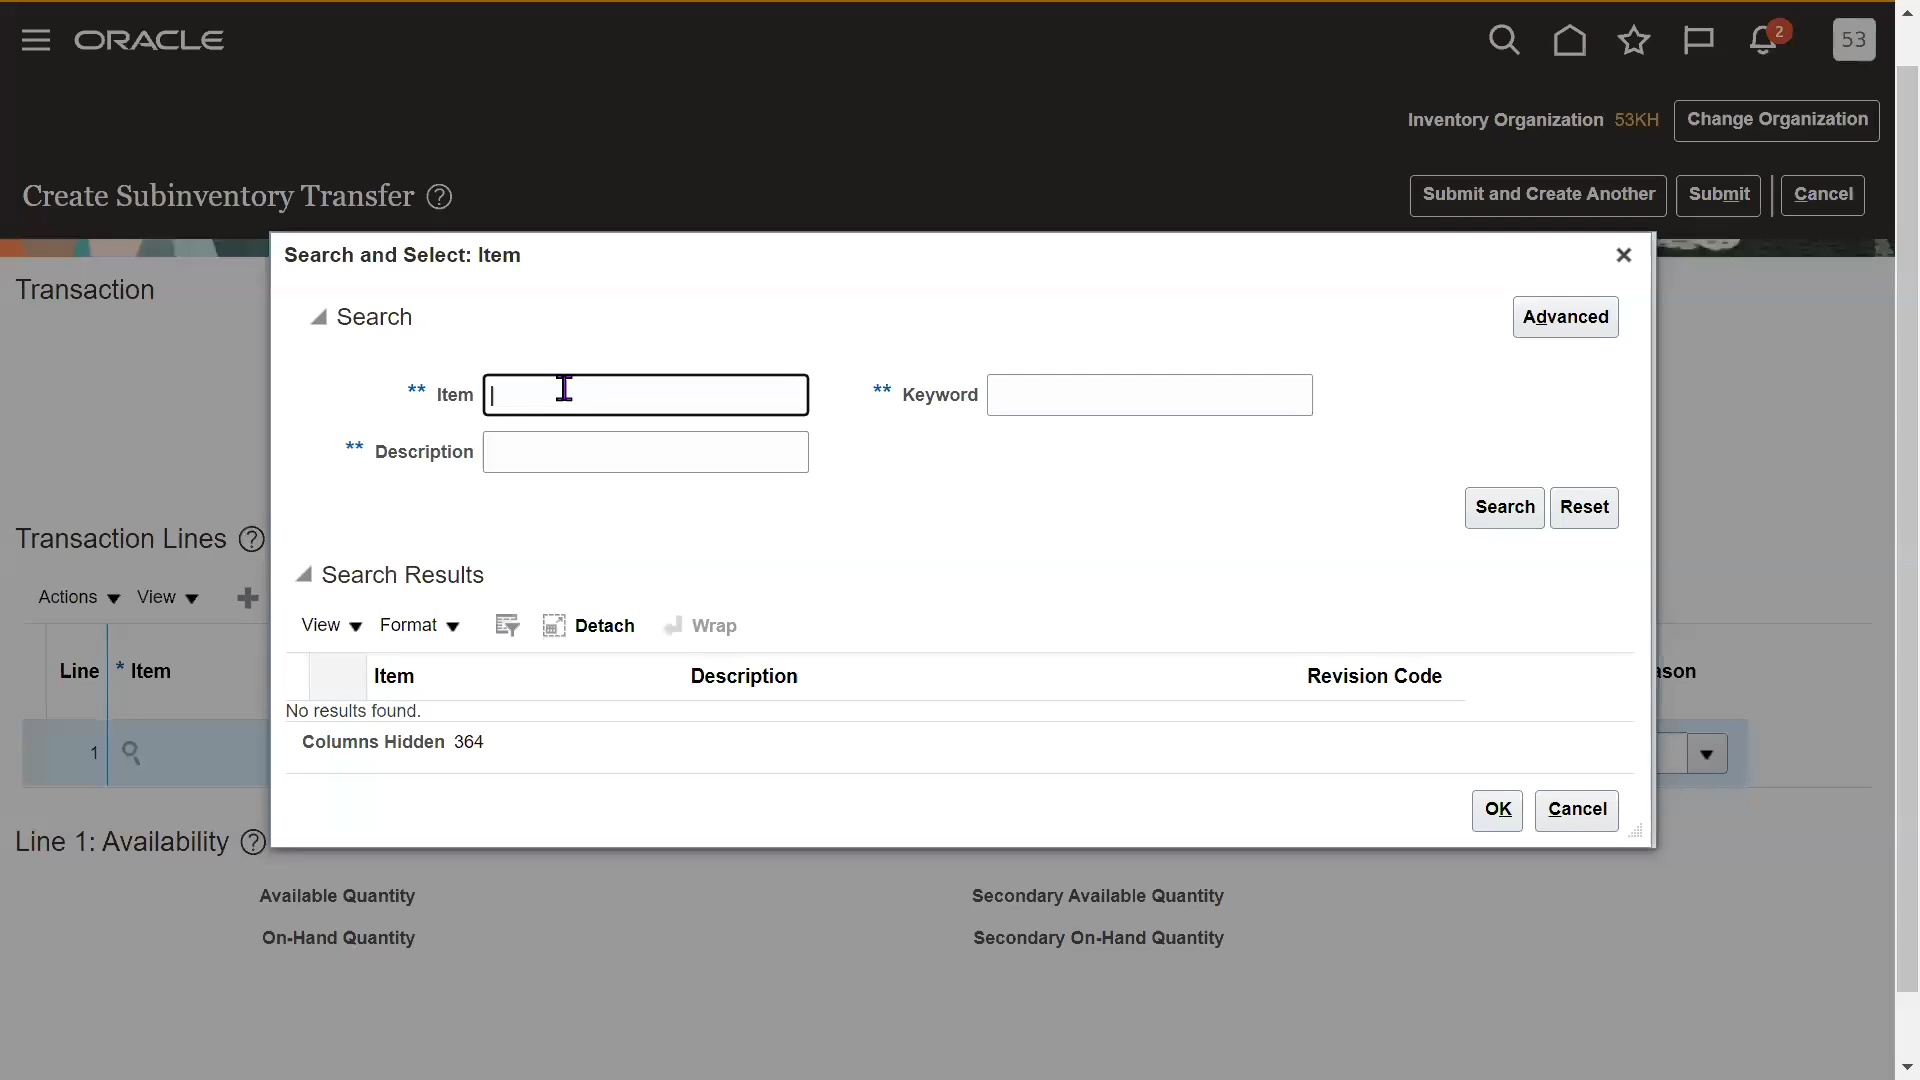 ORACLE
2
53
Inventory Organization 53KH Change Organization
Create Subinventory Transfer ? Submit and Create Another Submit Cancel
Search and Select: Item
Transaction
Search Advanced
** Item ** Keyword
** Description
Search Reset
Transaction Lines ?
Search Results
Actions View
View Format Detach Wrap
Line * Item
Item Description Revision Code
ason
No results found.
Columns Hidden 364
1
OK Cancel
Line 1: Availability ?
Available Quantity Secondary Available Quantity
On-Hand Quantity Secondary On-Hand Quantity